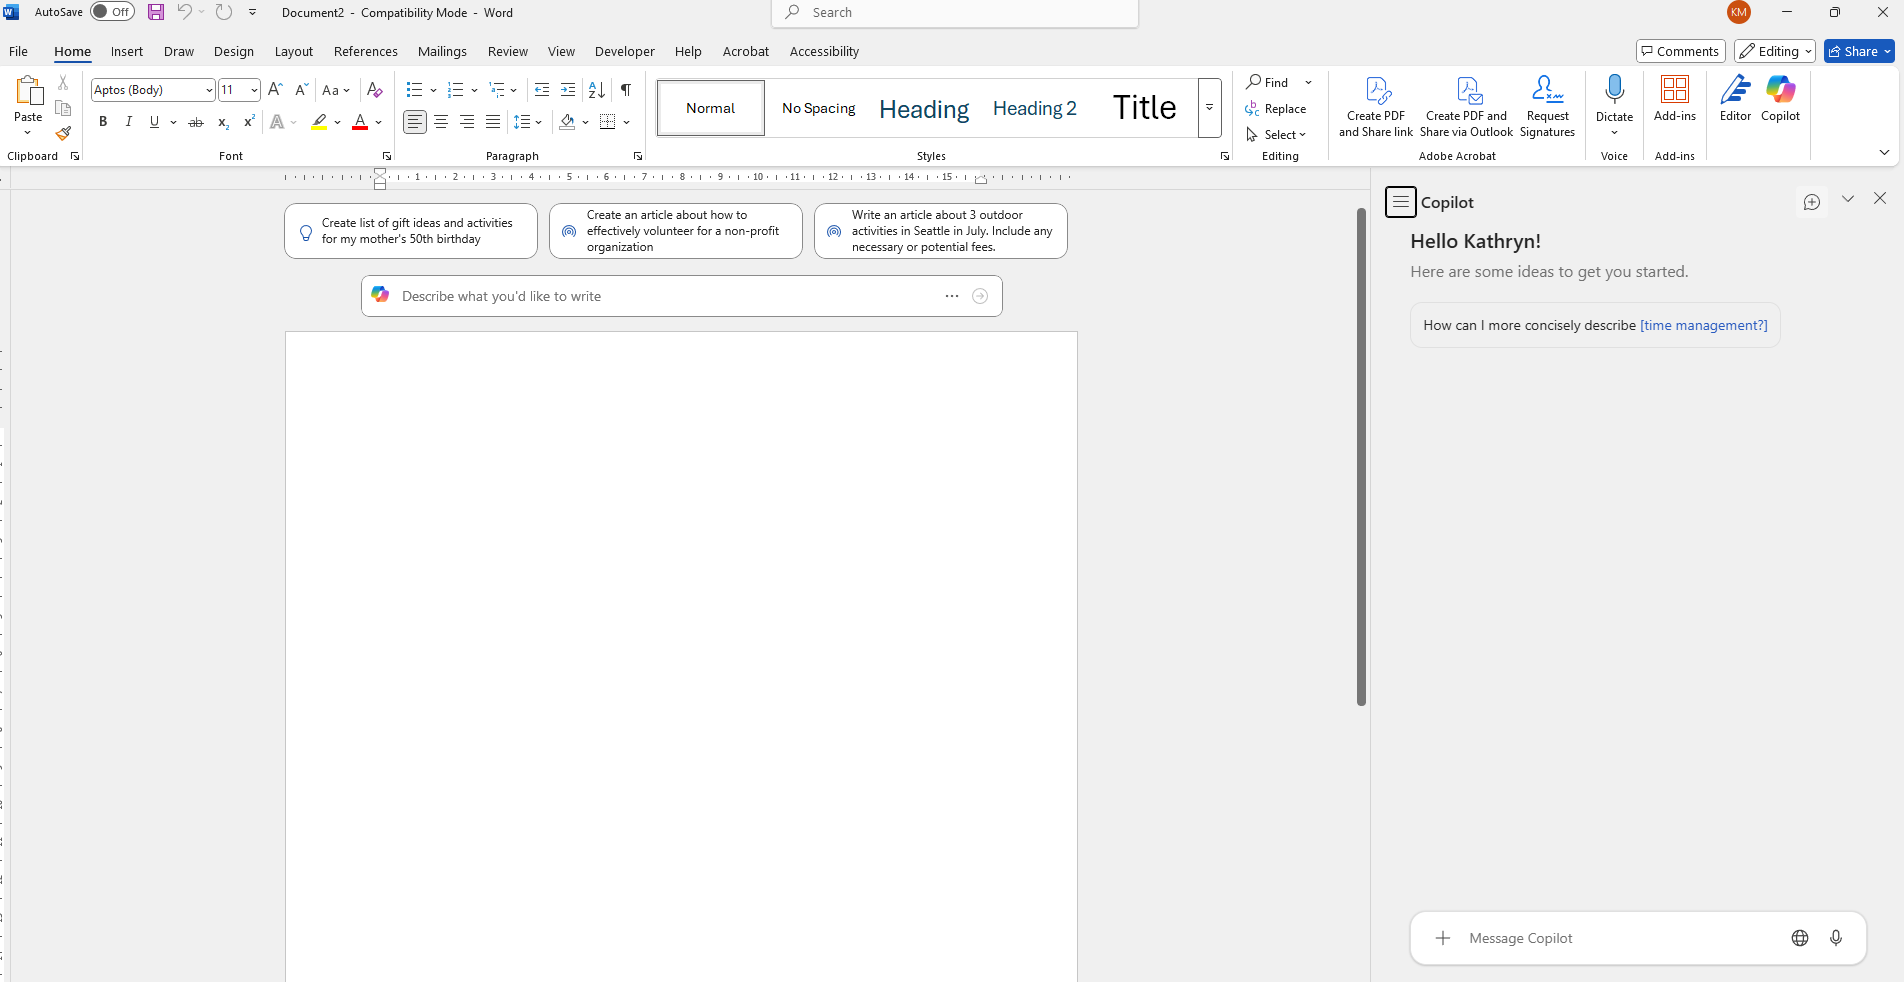 AutoSave Off Document2 - Compatibility Mode - Word Search KM
File Home Insert Draw Design Layout References Mailings Review View Developer Help Acrobat Accessibility Comments Editing Share
Paste
Clipboard
Aptos (Body) 11 Aa
B I U ab x2 x2 A A
Font
Paragraph
Normal No Spacing Heading Heading 2 Title
Styles
Find
Replace
Select
Editing
Create PDF
and Share link
Create PDF and
Share via Outlook
Request
Signatures
Adobe Acrobat
Dictate
Voice
Add-ins
Add-ins
Editor
Copilot
1 2 3 4 5 6 7 8 9 10 11 12 13 14 15
Create list of gift ideas and activities
for my mother's 50th birthday
Create an article about how to
effectively volunteer for a non-profit
organization
Write an article about 3 outdoor
activities in Seattle in July. Include any
necessary or potential fees.
Describe what you'd like to write
Copilot
Hello Kathryn!
Here are some ideas to get you started.
How can I more concisely describe [time management?]
Message Copilot